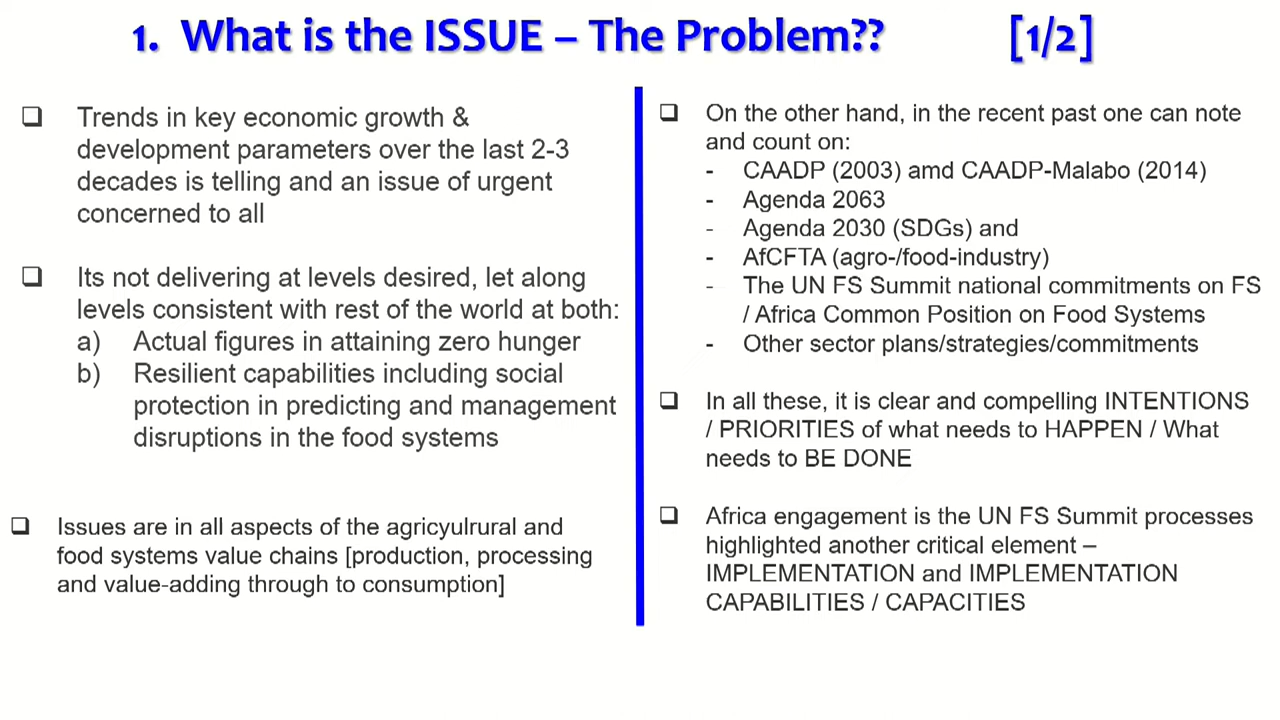 1. What is the ISSUE – The Problem?? [1/2]
Trends in key economic growth &
development parameters over the last 2-3
decades is telling and an issue of urgent
concerned to all
Its not delivering at levels desired, let along
levels consistent with rest of the world at both:
a) Actual figures in attaining zero hunger
b) Resilient capabilities including social
protection in predicting and management
disruptions in the food systems
Issues are in all aspects of the agricyulrural and
food systems value chains [production, processing
and value-adding through to consumption]
On the other hand, in the recent past one can note
and count on:
- CAADP (2003) amd CAADP-Malabo (2014)
- Agenda 2063
- Agenda 2030 (SDGs) and
- AfCFTA (agro-/food-industry)
- The UN FS Summit national commitments on FS
/ Africa Common Position on Food Systems
- Other sector plans/strategies/commitments
In all these, it is clear and compelling INTENTIONS
/ PRIORITIES of what needs to HAPPEN / What
needs to BE DONE
Africa engagement is the UN FS Summit processes
highlighted another critical element –
IMPLEMENTATION and IMPLEMENTATION
CAPABILITIES / CAPACITIES